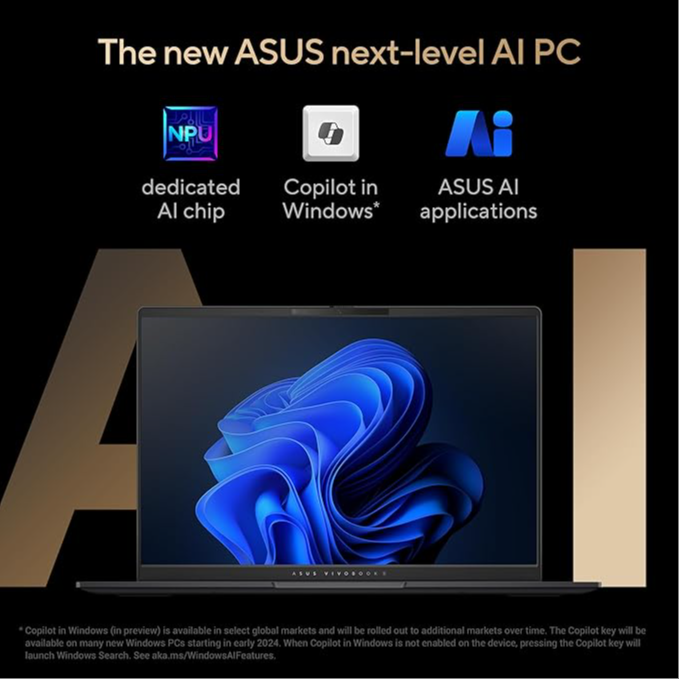 The new ASUS next-level AI PC
NPU
Ai
dedicated
AI chip
Copilot in
Windows*
ASUS AI
applications
AI
ASUS VIVOBOOK S
* Copilot in Windows (in preview) is available in select global markets and will be rolled out to additional markets over time. The Copilot key will be
available on many new Windows PCs starting in early 2024. When Copilot in Windows is not enabled on the device, pressing the Copilot key will
launch Windows Search. See aka.ms/WindowsAIFeatures.